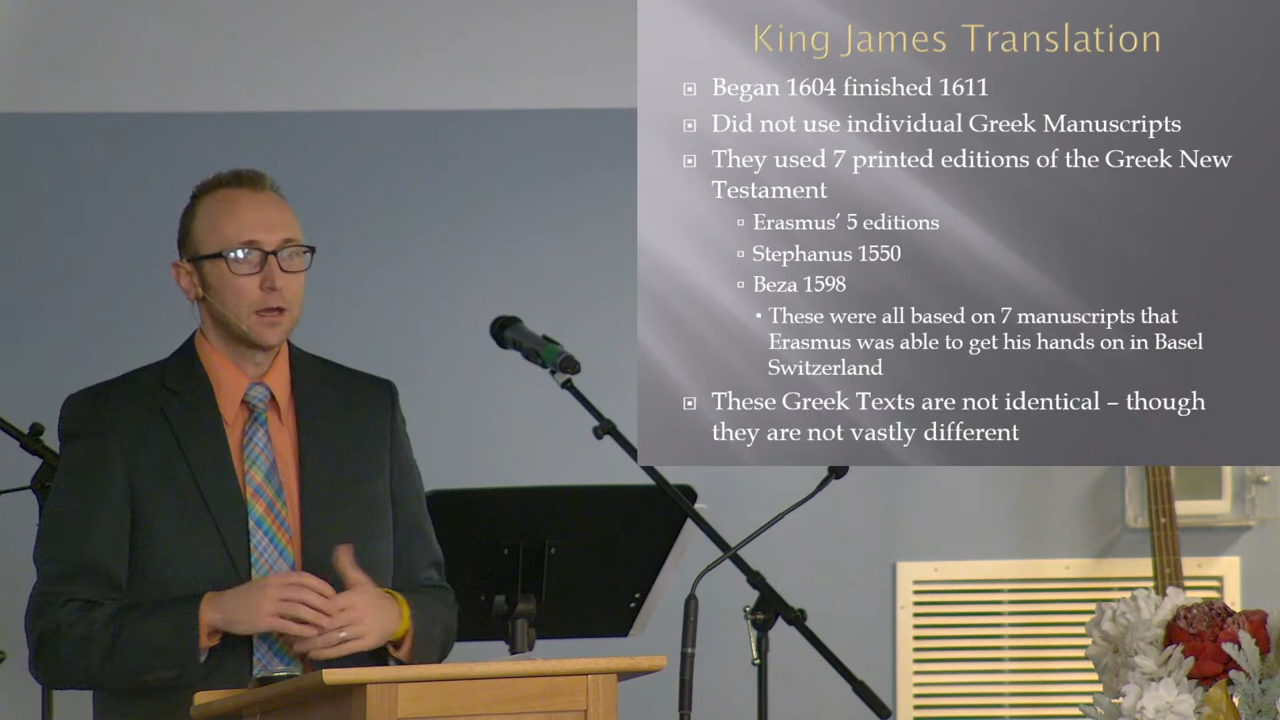 King James Translation
Began 1604 finished 1611
Did not use individual Greek Manuscripts
They used 7 printed editions of the Greek New
Testament
Erasmus’ 5 editions
Stephanus 1550
Beza 1598
These were all based on 7 manuscripts that
Erasmus was able to get his hands on in Basel
Switzerland
These Greek Texts are not identical – though
they are not vastly different